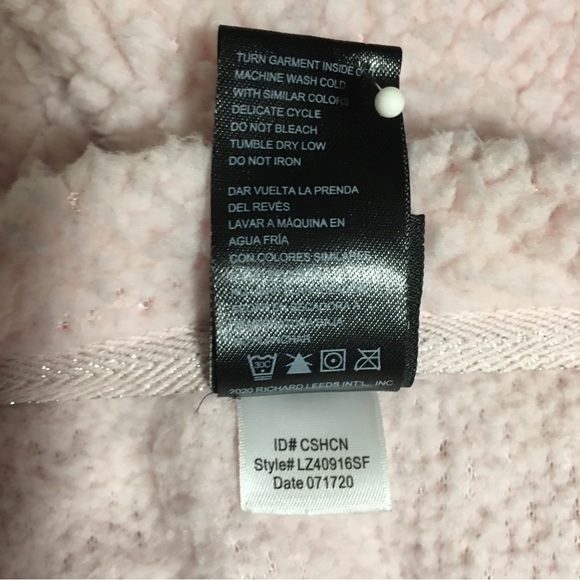 TURN GARMENT INSIDE
MACHINE WASH COLD
WITH SIMILAR COLORS
DELICATE CYCLE
DO NOT BLEACH
TUMBLE DRY LOW
DO NOT IRON
DAR VUELTA LA PRENDA
DEL REVÉS
LAVAR A MÁQUINA EN
AGUA FRÍA
CON COLORES SIMILARES
30C
2020 RICHARD LEEDS INT'L., INC
ID# CSHCN
Style# LZ40916SF
Date 071720